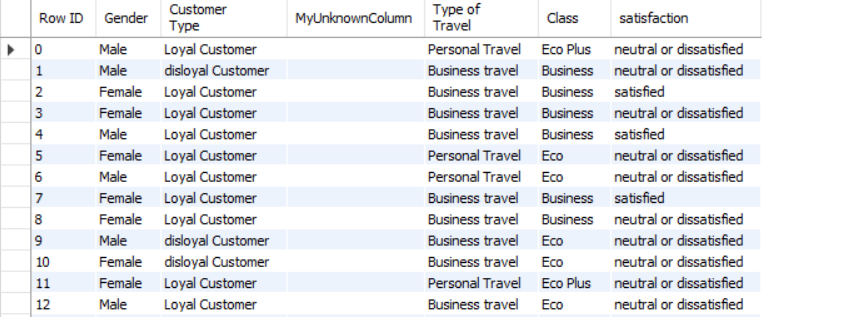 Row ID Gender Customer Type MyUnknownColumn Type of Travel Class satisfaction
0 Male Loyal Customer Personal Travel Eco Plus neutral or dissatisfied
1 Male disloyal Customer Business travel Business neutral or dissatisfied
2 Female Loyal Customer Business travel Business satisfied
3 Female Loyal Customer Business travel Business neutral or dissatisfied
4 Male Loyal Customer Business travel Business satisfied
5 Female Loyal Customer Personal Travel Eco neutral or dissatisfied
6 Male Loyal Customer Personal Travel Eco neutral or dissatisfied
7 Female Loyal Customer Business travel Business satisfied
8 Female Loyal Customer Business travel Business neutral or dissatisfied
9 Male disloyal Customer Business travel Eco neutral or dissatisfied
10 Female disloyal Customer Business travel Eco neutral or dissatisfied
11 Female Loyal Customer Personal Travel Eco Plus neutral or dissatisfied
12 Male Loyal Customer Business travel Eco neutral or dissatisfied